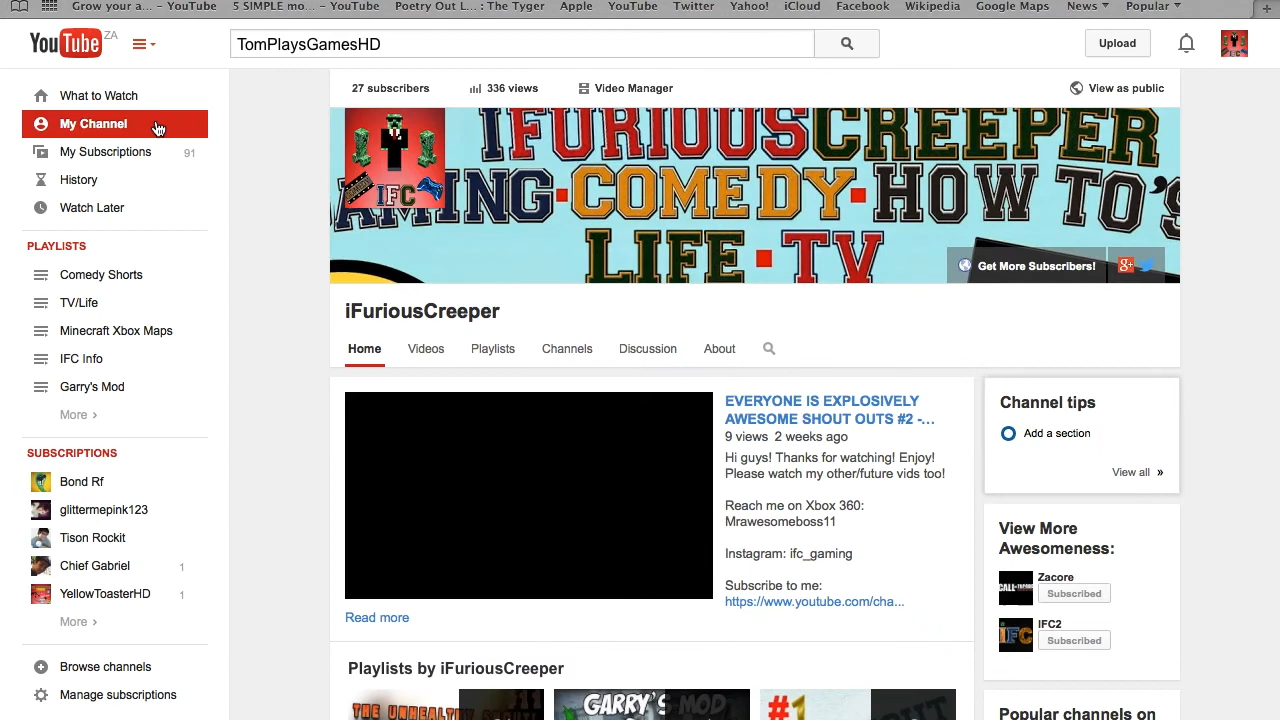 Grow your a... – YouTube
5 SIMPLE mo... – YouTube
Poetry Out L...: The Tyger
Apple
YouTube
Twitter
Yahoo!
iCloud
Facebook
Wikipedia
Google Maps
News ▾
Popular ▾
YouTube ZA
TomPlaysGamesHD
Upload
What to Watch
My Channel
My Subscriptions 91
History
Watch Later
PLAYLISTS
Comedy Shorts
TV/Life
Minecraft Xbox Maps
IFC Info
Garry's Mod
More ›
SUBSCRIPTIONS
Bond Rf
glittermepink123
Tison Rockit
Chief Gabriel 1
YellowToasterHD 1
More ›
Browse channels
Manage subscriptions
27 subscribers
336 views
Video Manager
View as public
IFURIOUSCREEPER
GAMING·COMEDY·HOW TO'S
LIFE·TV
IFC
Get More Subscribers!
iFuriousCreeper
Home
Videos
Playlists
Channels
Discussion
About
EVERYONE IS EXPLOSIVELY
AWESOME SHOUT OUTS #2 -...
9 views 2 weeks ago
Hi guys! Thanks for watching! Enjoy!
Please watch my other/future vids too!
Reach me on Xbox 360:
Mrawesomeboss11
Instagram: ifc_gaming
Subscribe to me:
https://www.youtube.com/cha...
Read more
Playlists by iFuriousCreeper
THE UNHEALTHY
GARRY'S MOD
#1
Channel tips
Add a section
View all »
View More
Awesomeness:
Zacore
Subscribed
IFC2
Subscribed
Popular channels on